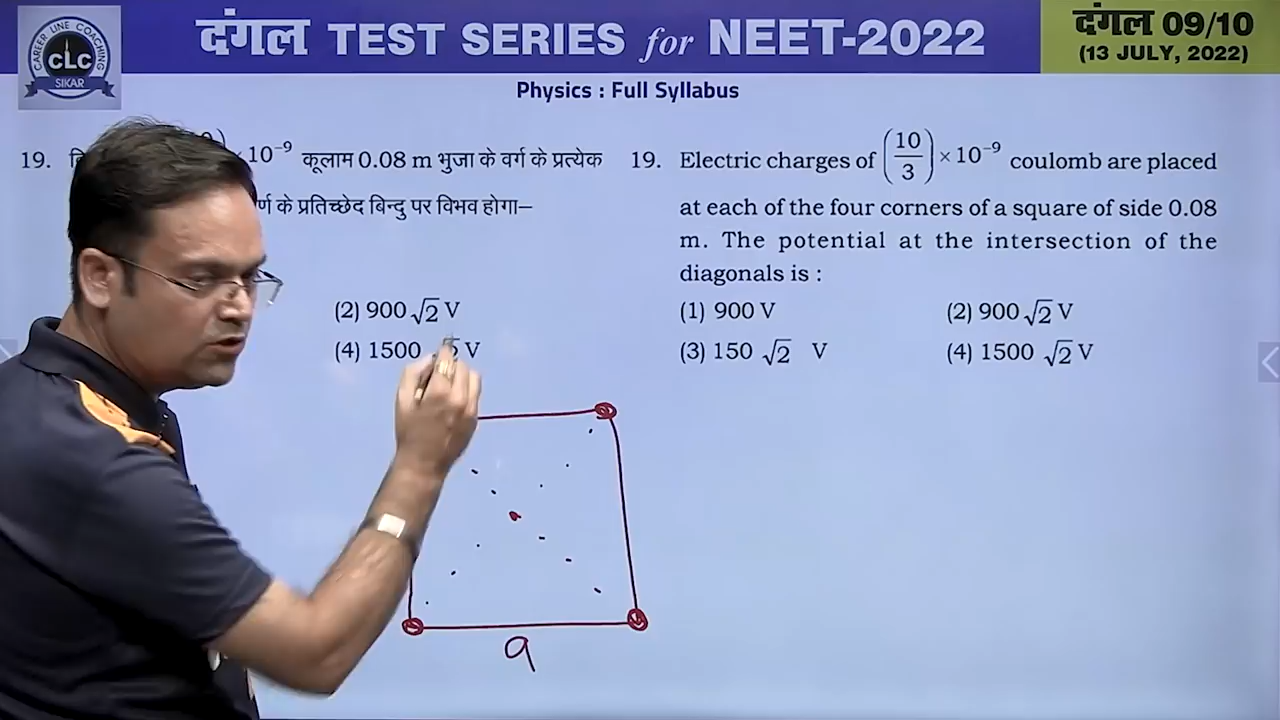 दंगल TEST SERIES for NEET-2022
दंगल 09/10
(13 JULY, 2022)
CAREER LINE COACHING
CLC
SIKAR
Physics : Full Syllabus
19. × 10⁻⁹ कूलाम 0.08 m भुजा के वर्ग के प्रत्येक
के प्रतिच्छेद बिन्दु पर विभव होगा–
(2) 900 √2 V
(4) 1500 V
19. Electric charges of (10/3) × 10⁻⁹ coulomb are placed
at each of the four corners of a square of side 0.08
m. The potential at the intersection of the
diagonals is :
(1) 900 V (2) 900 √2 V
(3) 150 √2 V (4) 1500 √2 V
a